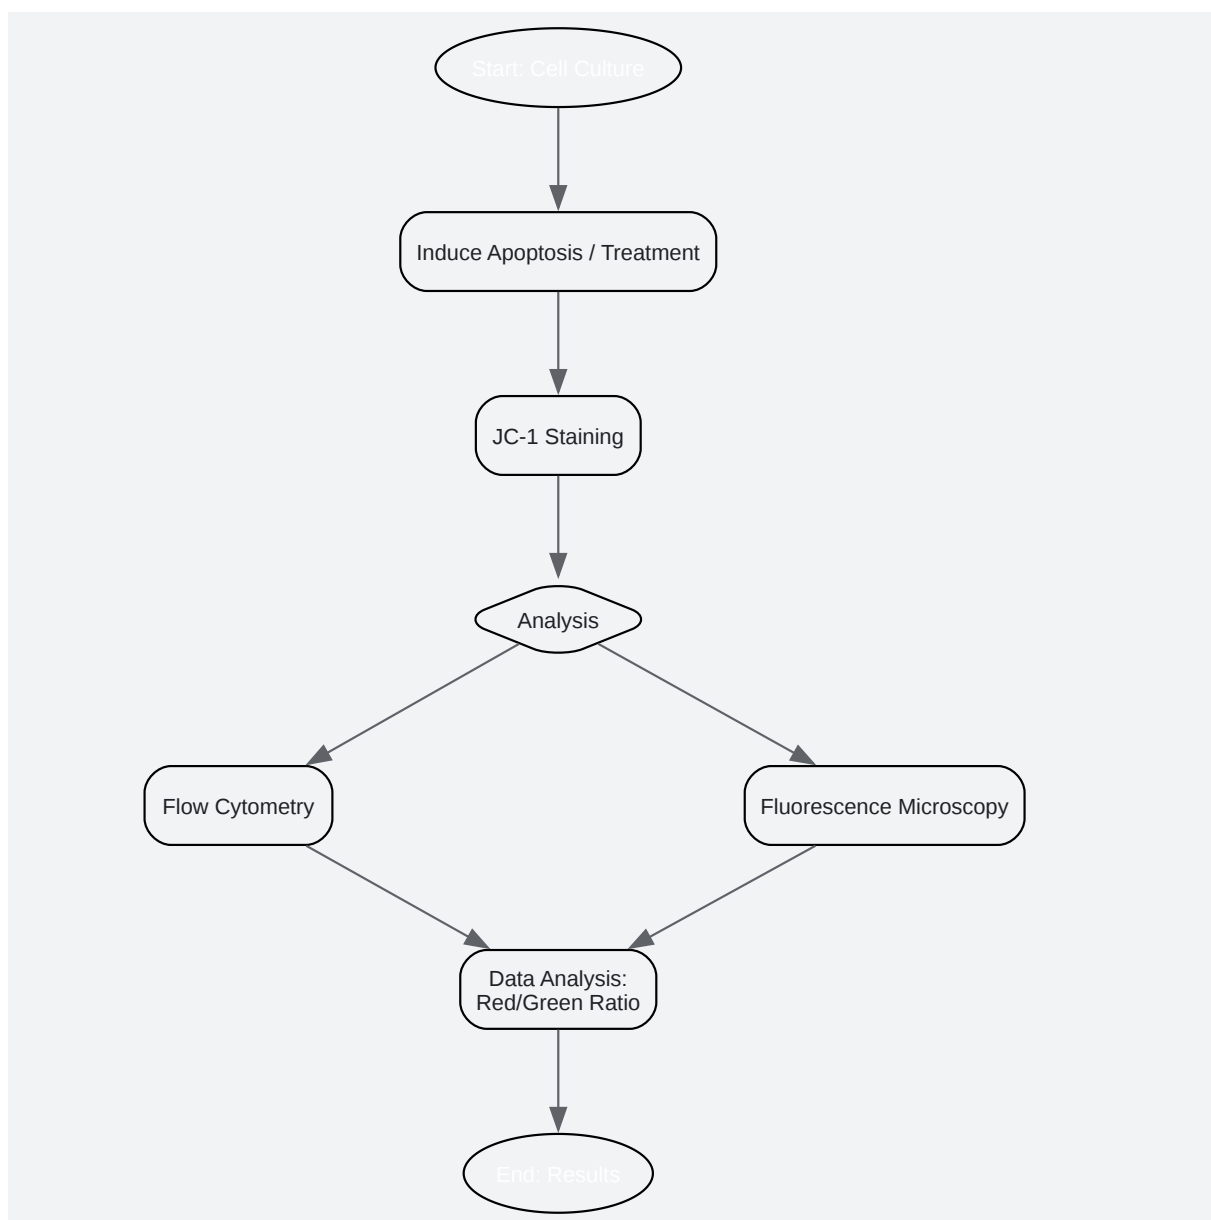 Start: Cell Culture
Induce Apoptosis / Treatment
JC-1 Staining
Analysis
Flow Cytometry
Fluorescence Microscopy
Data Analysis:
Red/Green Ratio
End: Results